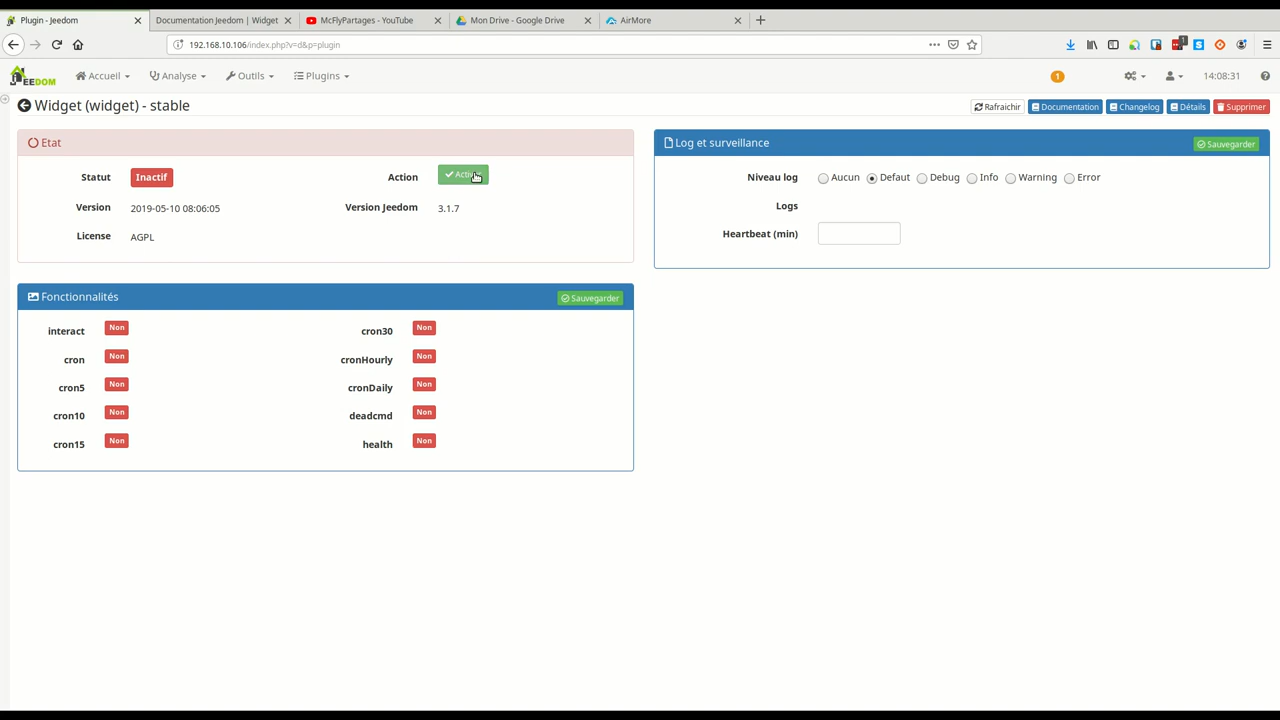 Plugin - Jeedom
Documentation Jeedom | Widget
McFlyPartages - YouTube
Mon Drive - Google Drive
AirMore
192.168.10.106/index.php?v=d&p=plugin
1
JEEDOM
Accueil
Analyse
Outils
Plugins
1
14:08:31
Widget (widget) - stable
Rafraichir
Documentation
Changelog
Détails
Supprimer
Etat
Statut
Inactif
Action
Version
2019-05-10 08:06:05
Version Jeedom
3.1.7
License
AGPL
Log et surveillance
Sauvegarder
Niveau log
Aucun
Defaut
Debug
Info
Warning
Error
Logs
Heartbeat (min)
Fonctionnalités
Sauvegarder
interact
Non
cron30
Non
cron
Non
cronHourly
Non
cron5
Non
cronDaily
Non
cron10
Non
deadcmd
Non
cron15
Non
health
Non